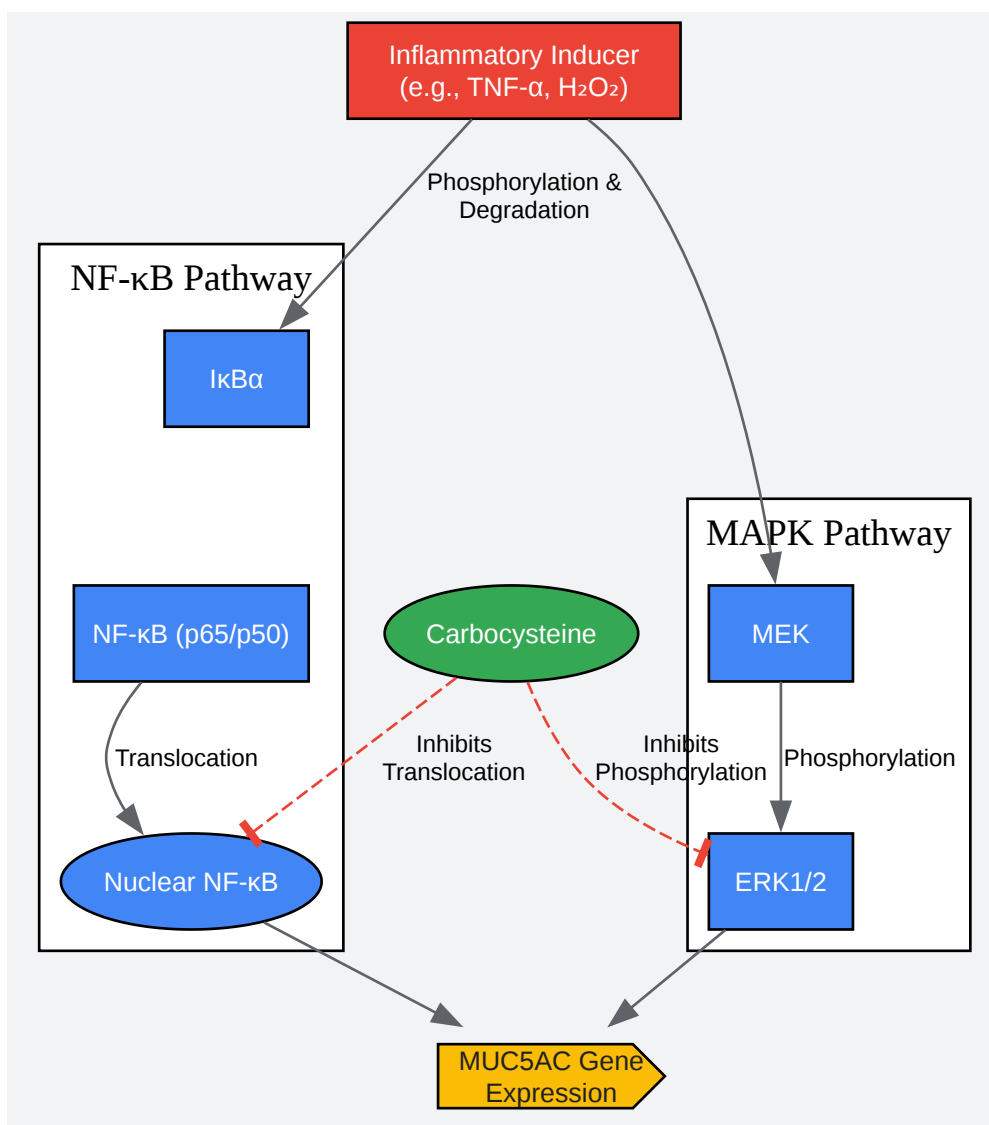 Inflammatory Inducer
(e.g., TNF-α, H₂O₂)
Phosphorylation &
Degradation
NF-κB Pathway
IκBα
MAPK Pathway
NF-κB (p65/p50)
Carbocysteine
MEK
Translocation
Inhibits
Translocation
Inhibits
Phosphorylation
Phosphorylation
Nuclear NF-κB
ERK1/2
MUC5AC Gene
Expression